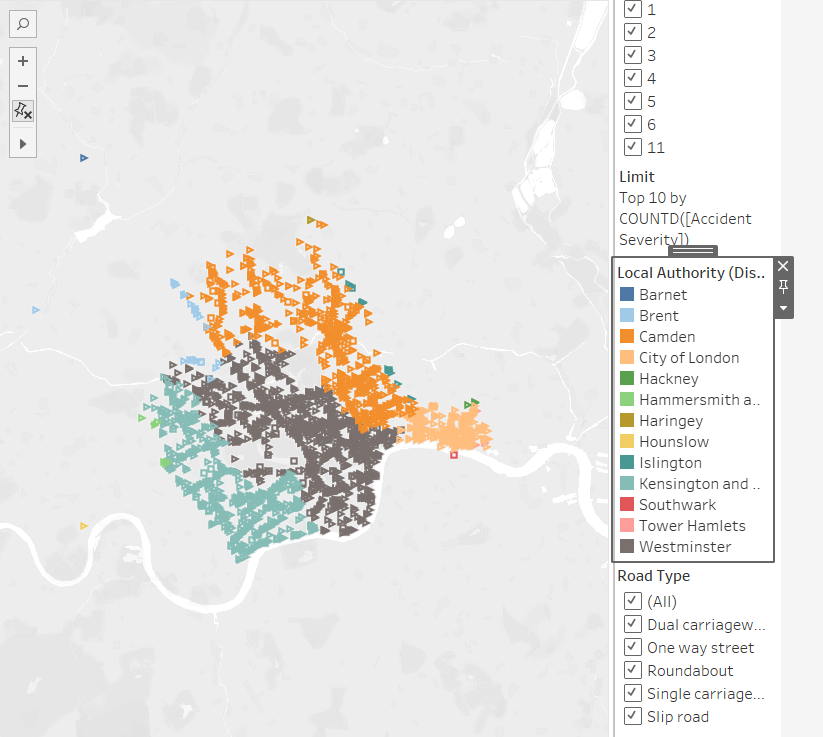 1
2
3
4
5
6
11
Limit
Top 10 by
COUNTD([Accident
Severity])
Local Authority (Dis..
Barnet
Brent
Camden
City of London
Hackney
Hammersmith a..
Haringey
Hounslow
Islington
Kensington and ..
Southwark
Tower Hamlets
Westminster
Road Type
(All)
Dual carriagew...
One way street
Roundabout
Single carriage...
Slip road